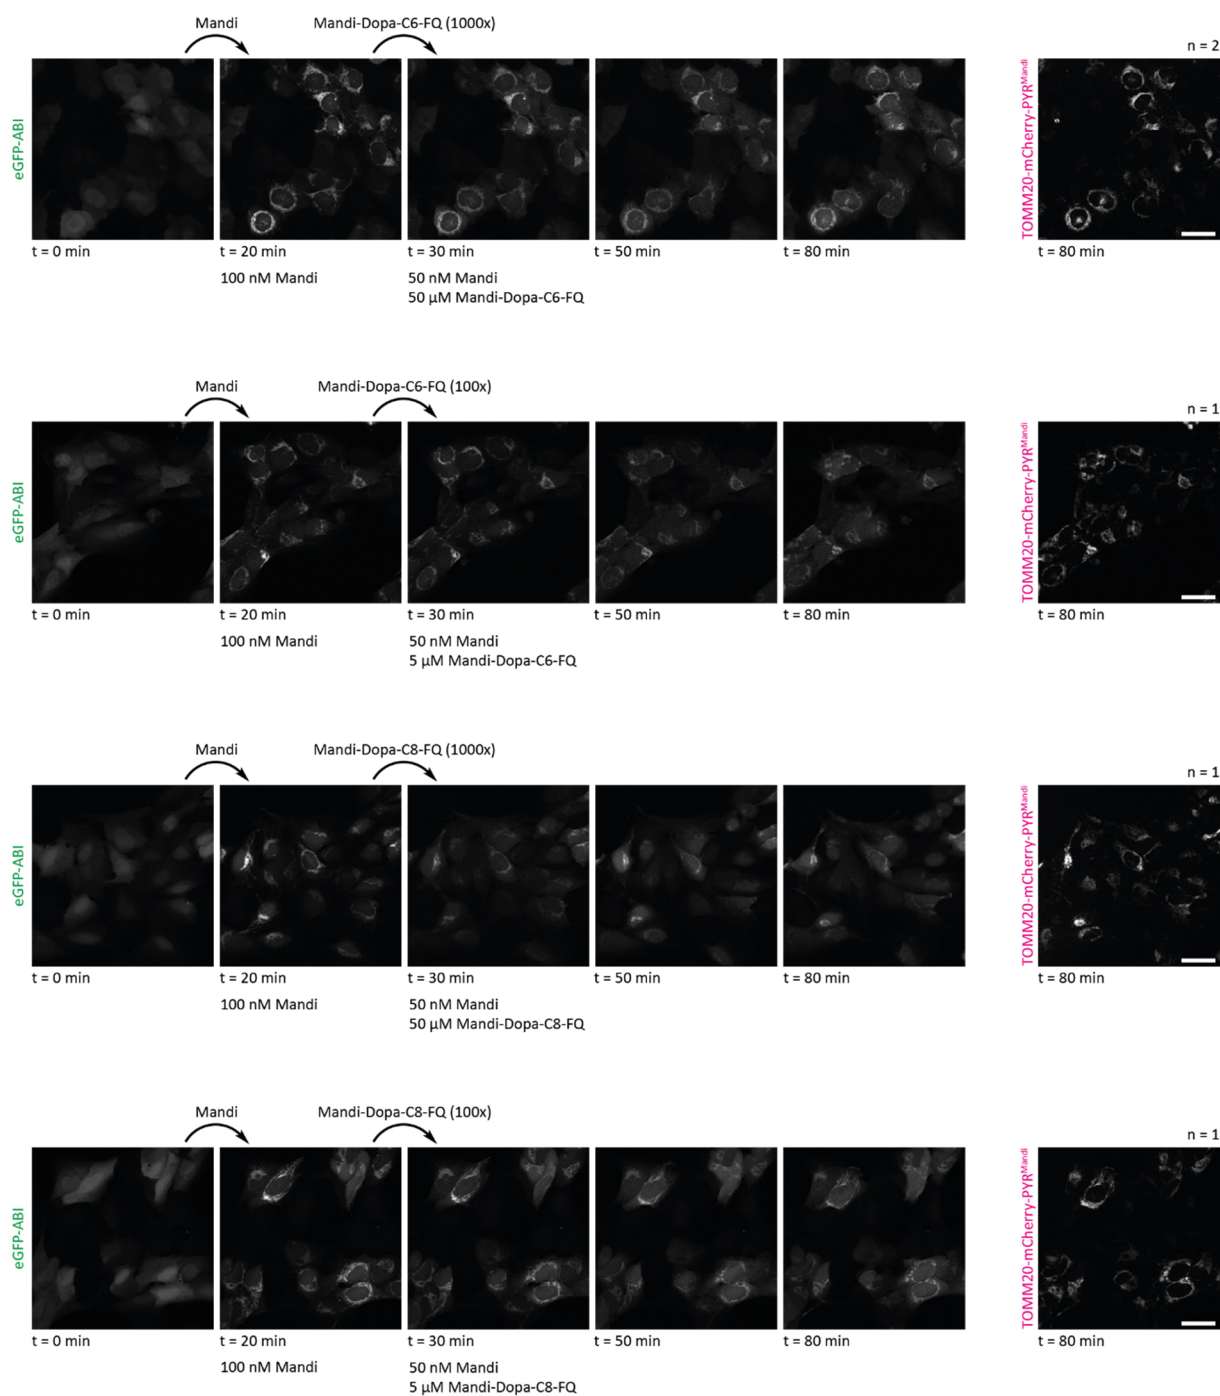 Mandi
Mandi-Dopa-C6-FQ (1000x)
n = 2
eGFP-ABI
TOMM20-mCherry-PYRMandi
t = 0 min
t = 20 min
t = 30 min
t = 50 min
t = 80 min
t = 80 min
100 nM Mandi
50 nM Mandi
50 µM Mandi-Dopa-C6-FQ
Mandi
Mandi-Dopa-C6-FQ (100x)
n = 1
eGFP-ABI
TOMM20-mCherry-PYRMandi
t = 0 min
t = 20 min
t = 30 min
t = 50 min
t = 80 min
t = 80 min
100 nM Mandi
50 nM Mandi
5 µM Mandi-Dopa-C6-FQ
Mandi
Mandi-Dopa-C8-FQ (1000x)
n = 1
eGFP-ABI
TOMM20-mCherry-PYRMandi
t = 0 min
t = 20 min
t = 30 min
t = 50 min
t = 80 min
t = 80 min
100 nM Mandi
50 nM Mandi
50 µM Mandi-Dopa-C8-FQ
Mandi
Mandi-Dopa-C8-FQ (100x)
n = 1
eGFP-ABI
TOMM20-mCherry-PYRMandi
t = 0 min
t = 20 min
t = 30 min
t = 50 min
t = 80 min
t = 80 min
100 nM Mandi
50 nM Mandi
5 µM Mandi-Dopa-C8-FQ